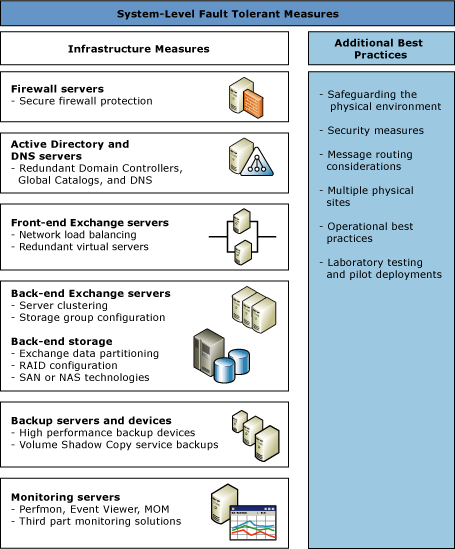 System-Level Fault Tolerant Measures
Infrastructure Measures
Firewall servers
- Secure firewall protection
Active Directory and
DNS servers
- Redundant Domain Controllers,
Global Catalogs, and DNS
Front-end Exchange servers
- Network load balancing
- Redundant virtual servers
Back-end Exchange servers
- Server clustering
- Storage group configuration
Back-end storage
- Exchange data partitioning
- RAID configuration
- SAN or NAS technologies
Backup servers and devices
- High performance backup devices
- Volume Shadow Copy service backups
Monitoring servers
- Perfmon, Event Viewer, MOM
- Third part monitoring solutions
Additional Best
Practices
- Safeguarding the
physical environment
- Security measures
- Message routing
considerations
- Multiple physical
sites
- Operational best
practices
- Laboratory testing
and pilot deployments